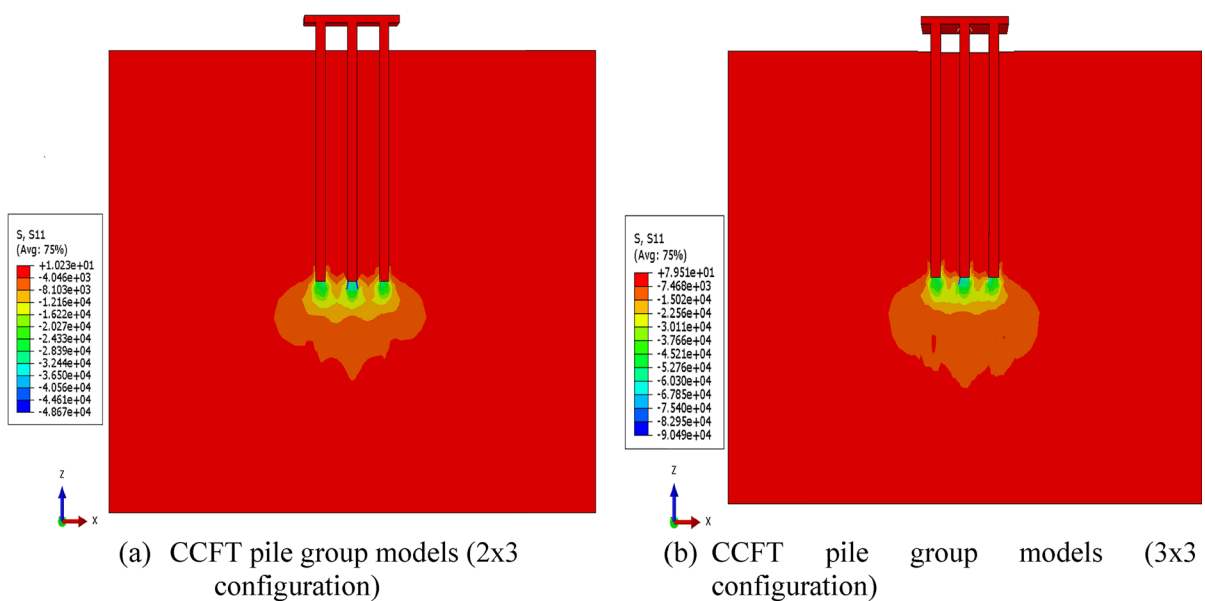 S, S11
(Avg: 75%)
+1.023e+01
-4.046e+03
-8.103e+03
-1.216e+04
-1.622e+04
-2.027e+04
-2.433e+04
-2.839e+04
-3.244e+04
-3.650e+04
-4.056e+04
-4.461e+04
-4.867e+04
Z
X
S, S11
(Avg: 75%)
+7.951e+01
-7.468e+03
-1.502e+04
-2.256e+04
-3.011e+04
-3.766e+04
-4.521e+04
-5.276e+04
-6.030e+04
-6.785e+04
-7.540e+04
-8.295e+04
-9.049e+04
Z
X
(a) CCFT pile group models (2x3
configuration)
(b) CCFT pile group models (3x3
configuration)